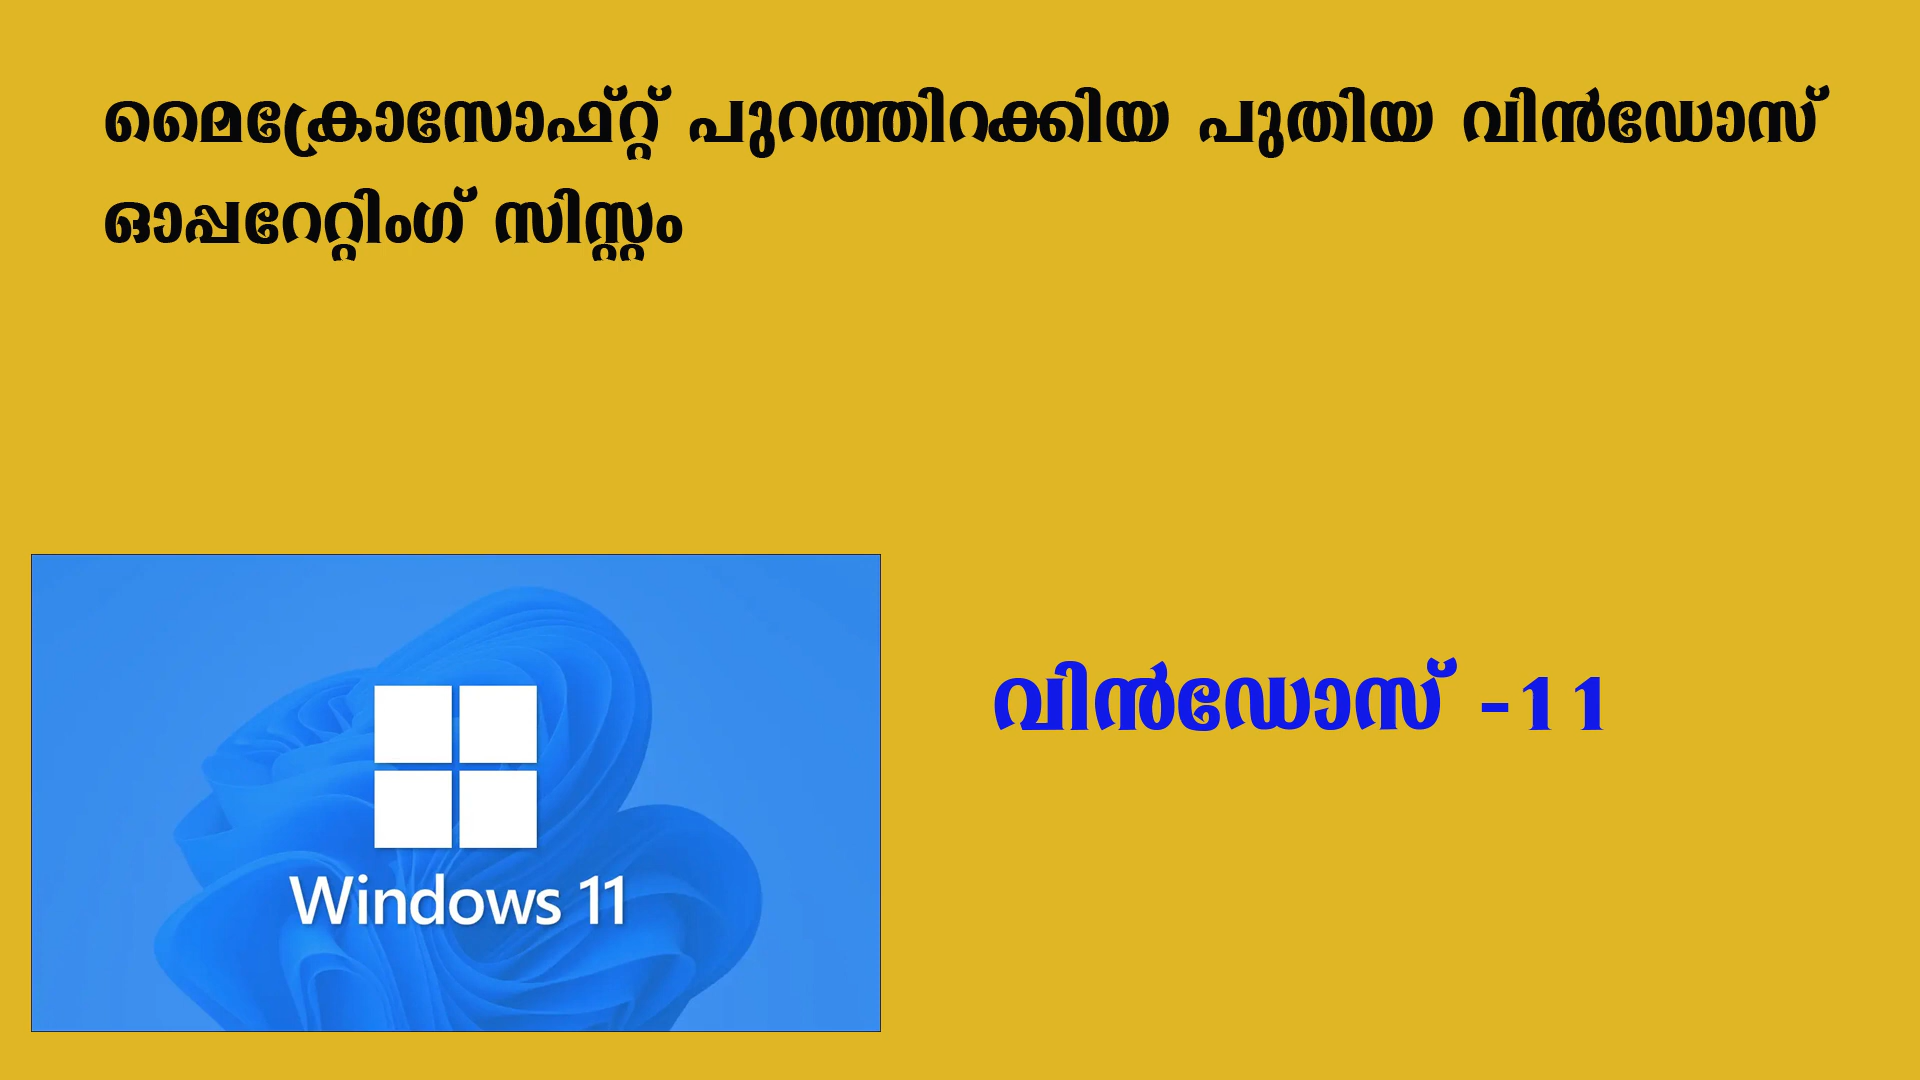 മൈക്രോസോഫ്റ്റ് പുറത്തിറക്കിയ പുതിയ വിൻഡോസ്
ഓപ്പറേറ്റിംഗ് സിസ്റ്റം
വിൻഡോസ് -11
Windows 11